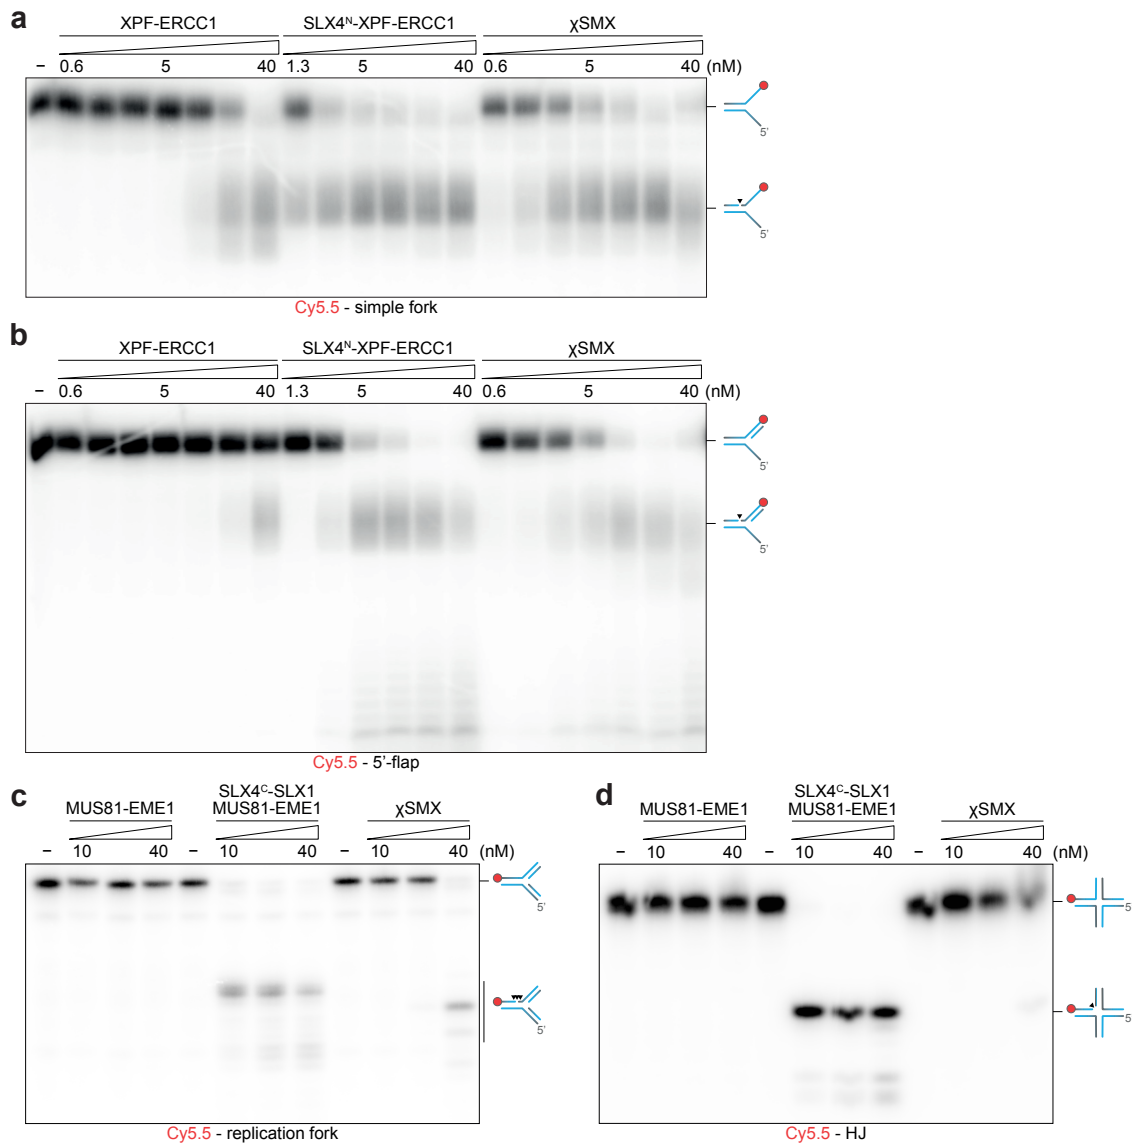 a
XPF-ERCC1 SLX4ᴺ-XPF-ERCC1 χSMX
– 0.6 5 40 1.3 5 40 0.6 5 40 (nM)
5'
5'
Cy5.5 - simple fork
b
XPF-ERCC1 SLX4ᴺ-XPF-ERCC1 χSMX
– 0.6 5 40 1.3 5 40 0.6 5 40 (nM)
5'
5'
Cy5.5 - 5'-flap
c
MUS81-EME1 SLX4ᶜ-SLX1 MUS81-EME1 χSMX
– 10 40 – 10 40 – 10 40 (nM)
5'
5'
Cy5.5 - replication fork
d
MUS81-EME1 SLX4ᶜ-SLX1 MUS81-EME1 χSMX
– 10 40 – 10 40 – 10 40 (nM)
5'
5'
Cy5.5 - HJ